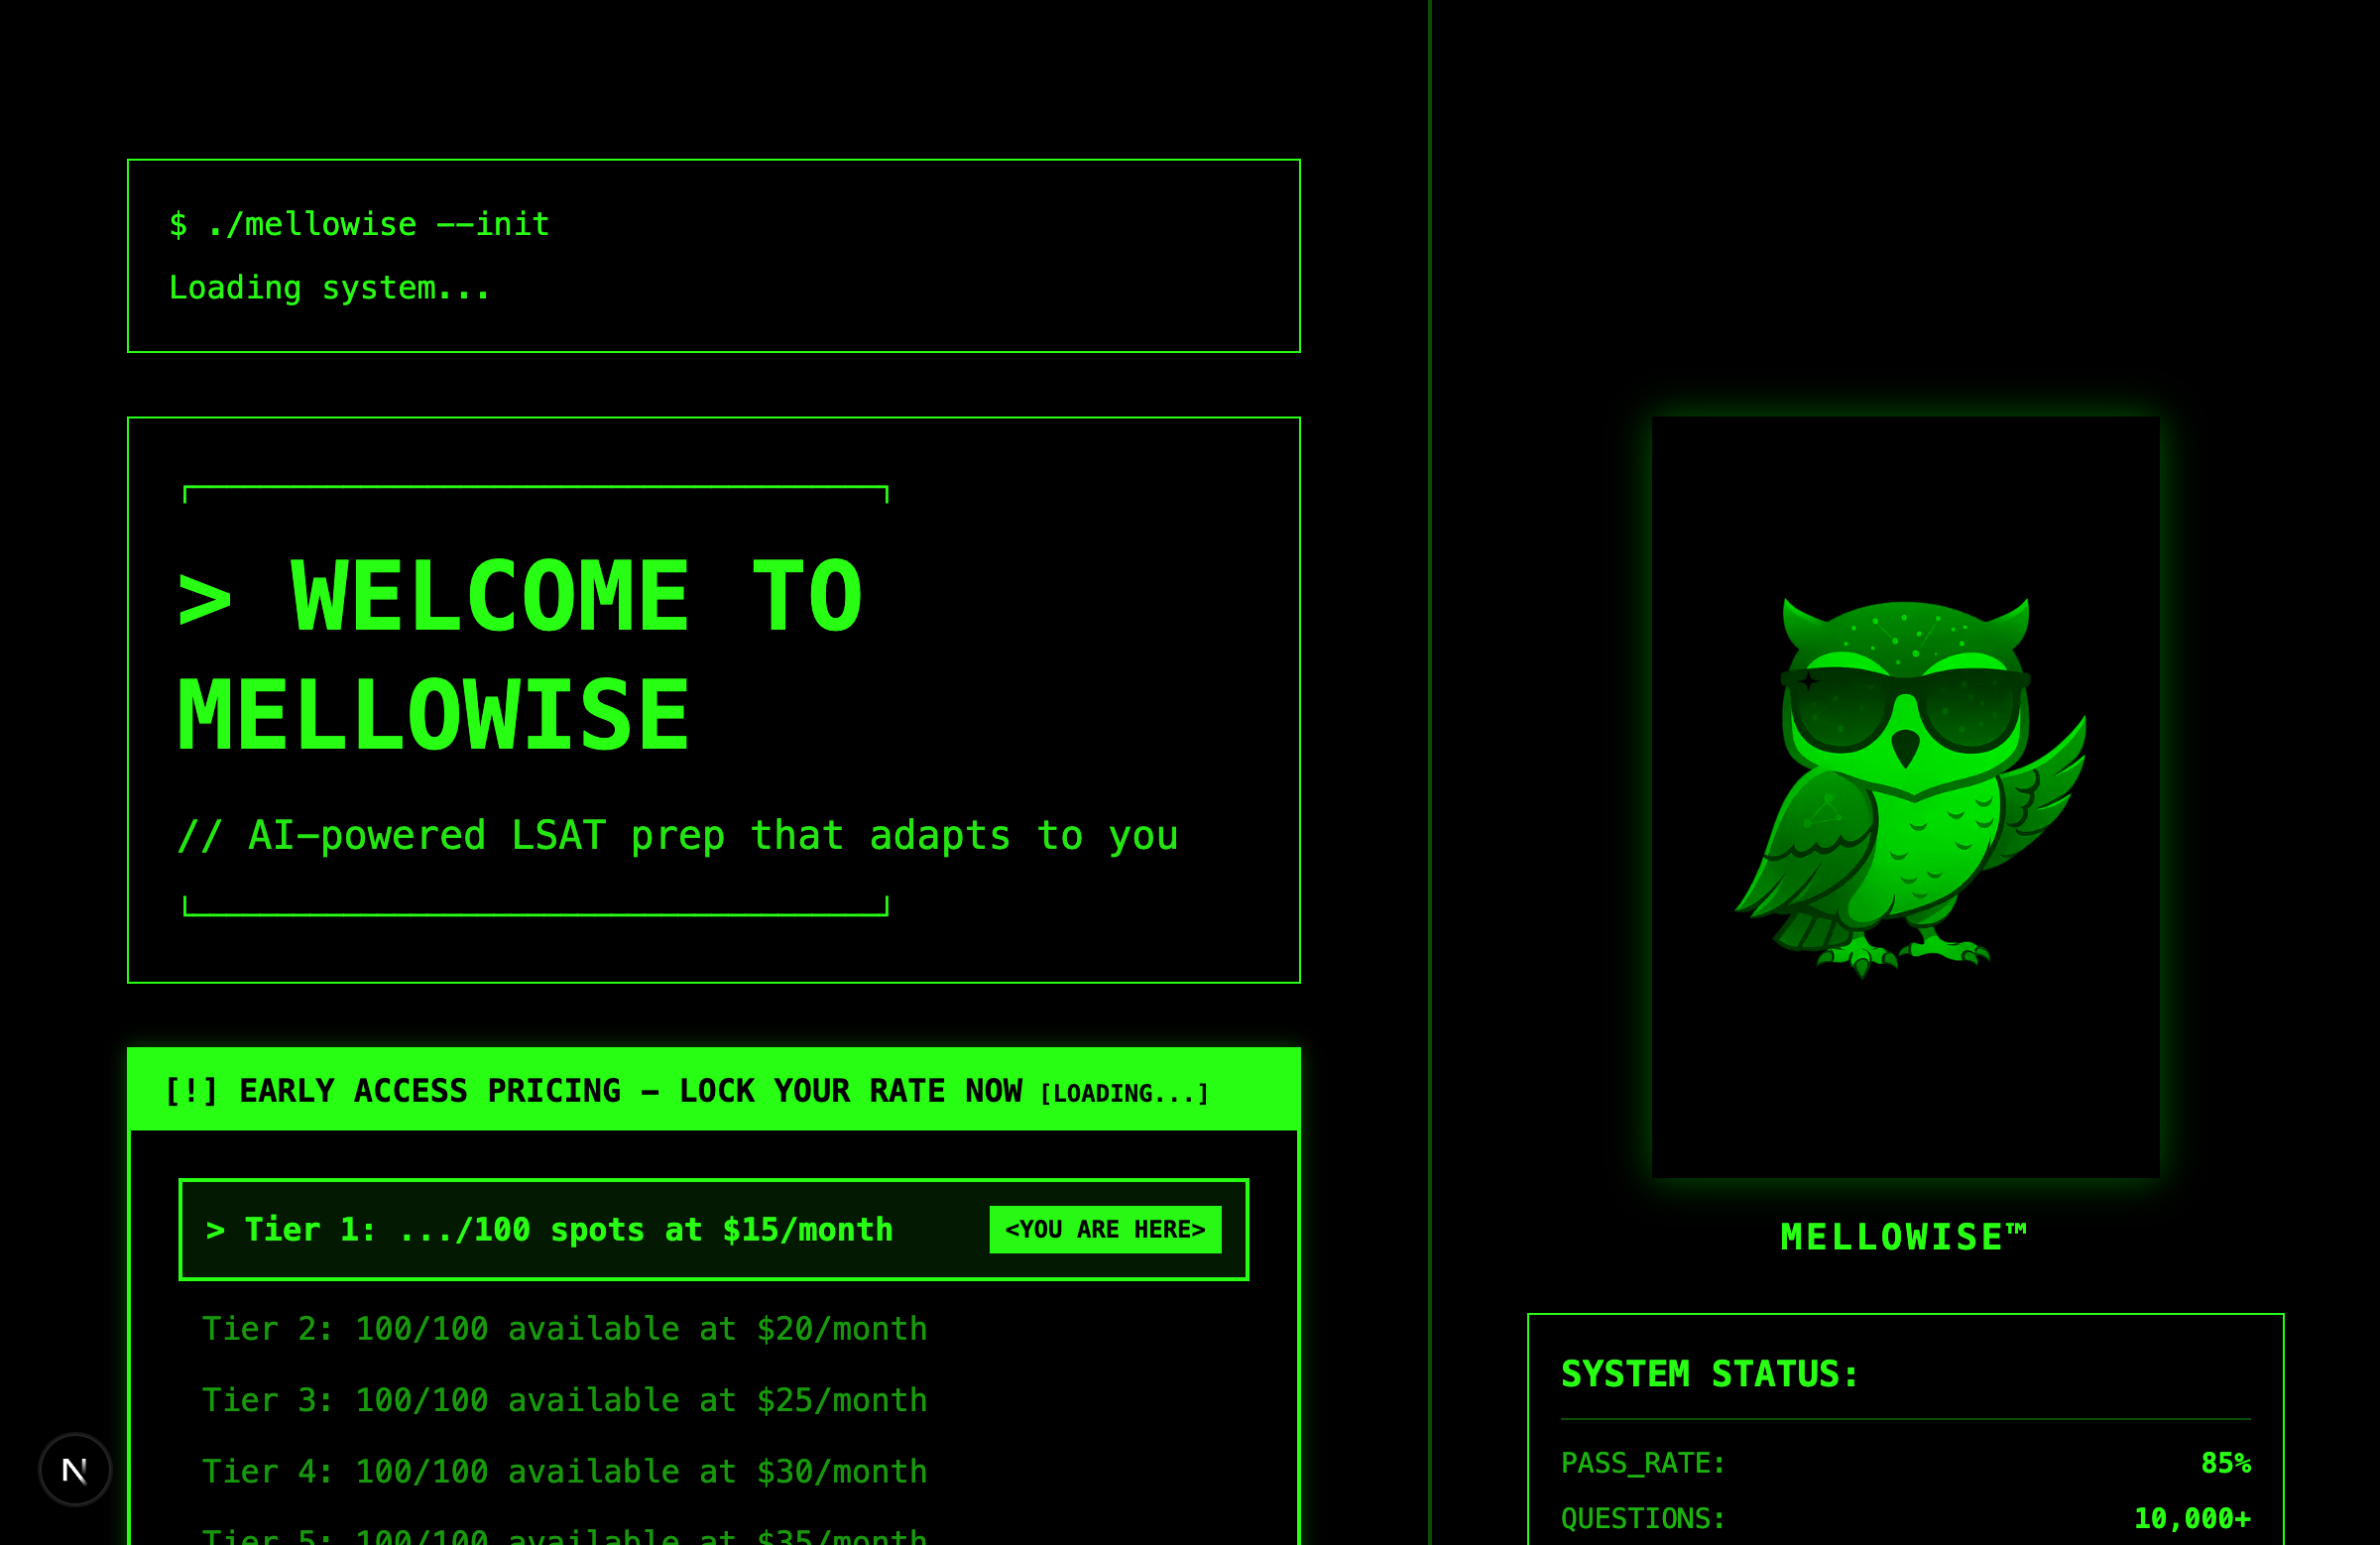 $ ./mellowise --init
Loading system...
> WELCOME TO
MELLOWISE
// AI-powered LSAT prep that adapts to you
[!] EARLY ACCESS PRICING - LOCK YOUR RATE NOW [LOADING...]
> Tier 1: .../100 spots at $15/month <YOU ARE HERE>
Tier 2: 100/100 available at $20/month
Tier 3: 100/100 available at $25/month
Tier 4: 100/100 available at $30/month
Tier 5: 100/100 available at $35/month
N
MELLOWISE™
SYSTEM STATUS:
PASS_RATE: 85%
QUESTIONS: 10,000+